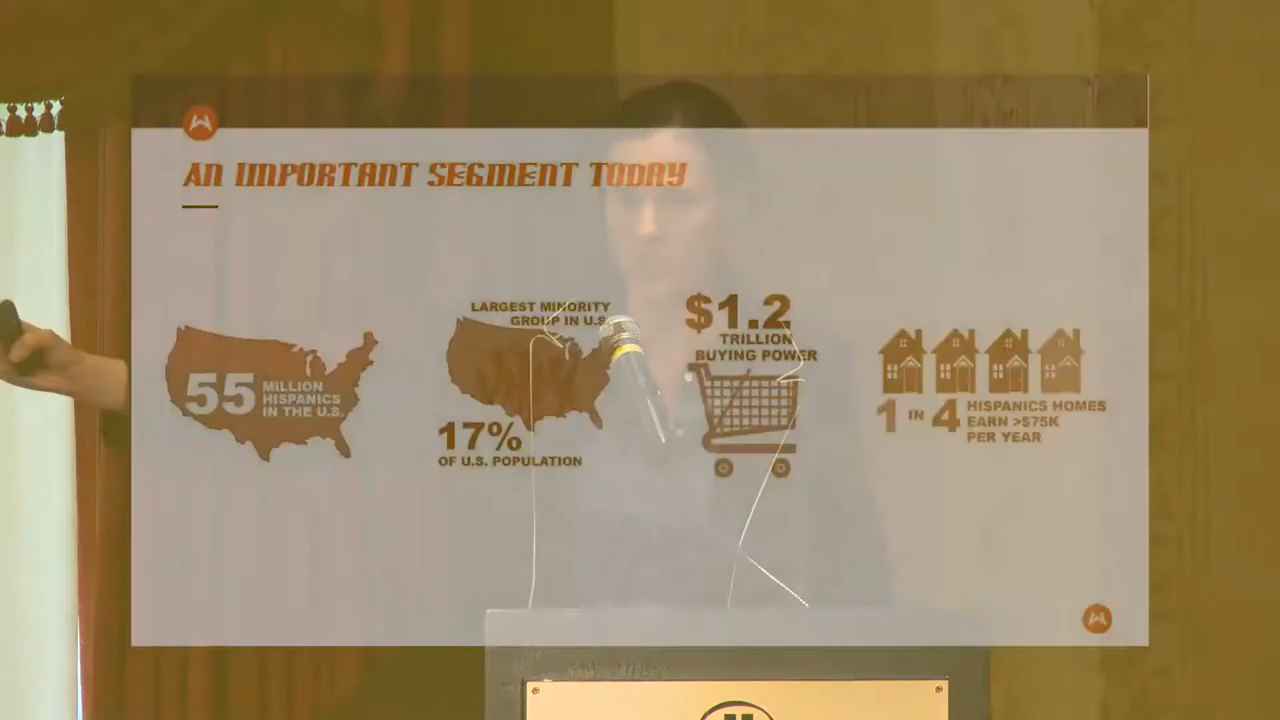 AN IMPORTANT SEGMENT TODAY
55 MILLION
HISPANICS
IN THE U.S.
LARGEST MINORITY
GROUP IN U.S.
17%
OF U.S. POPULATION
$1.2
TRILLION
BUYING POWER
1 IN 4 HISPANICS HOMES
EARN >$75K
PER YEAR